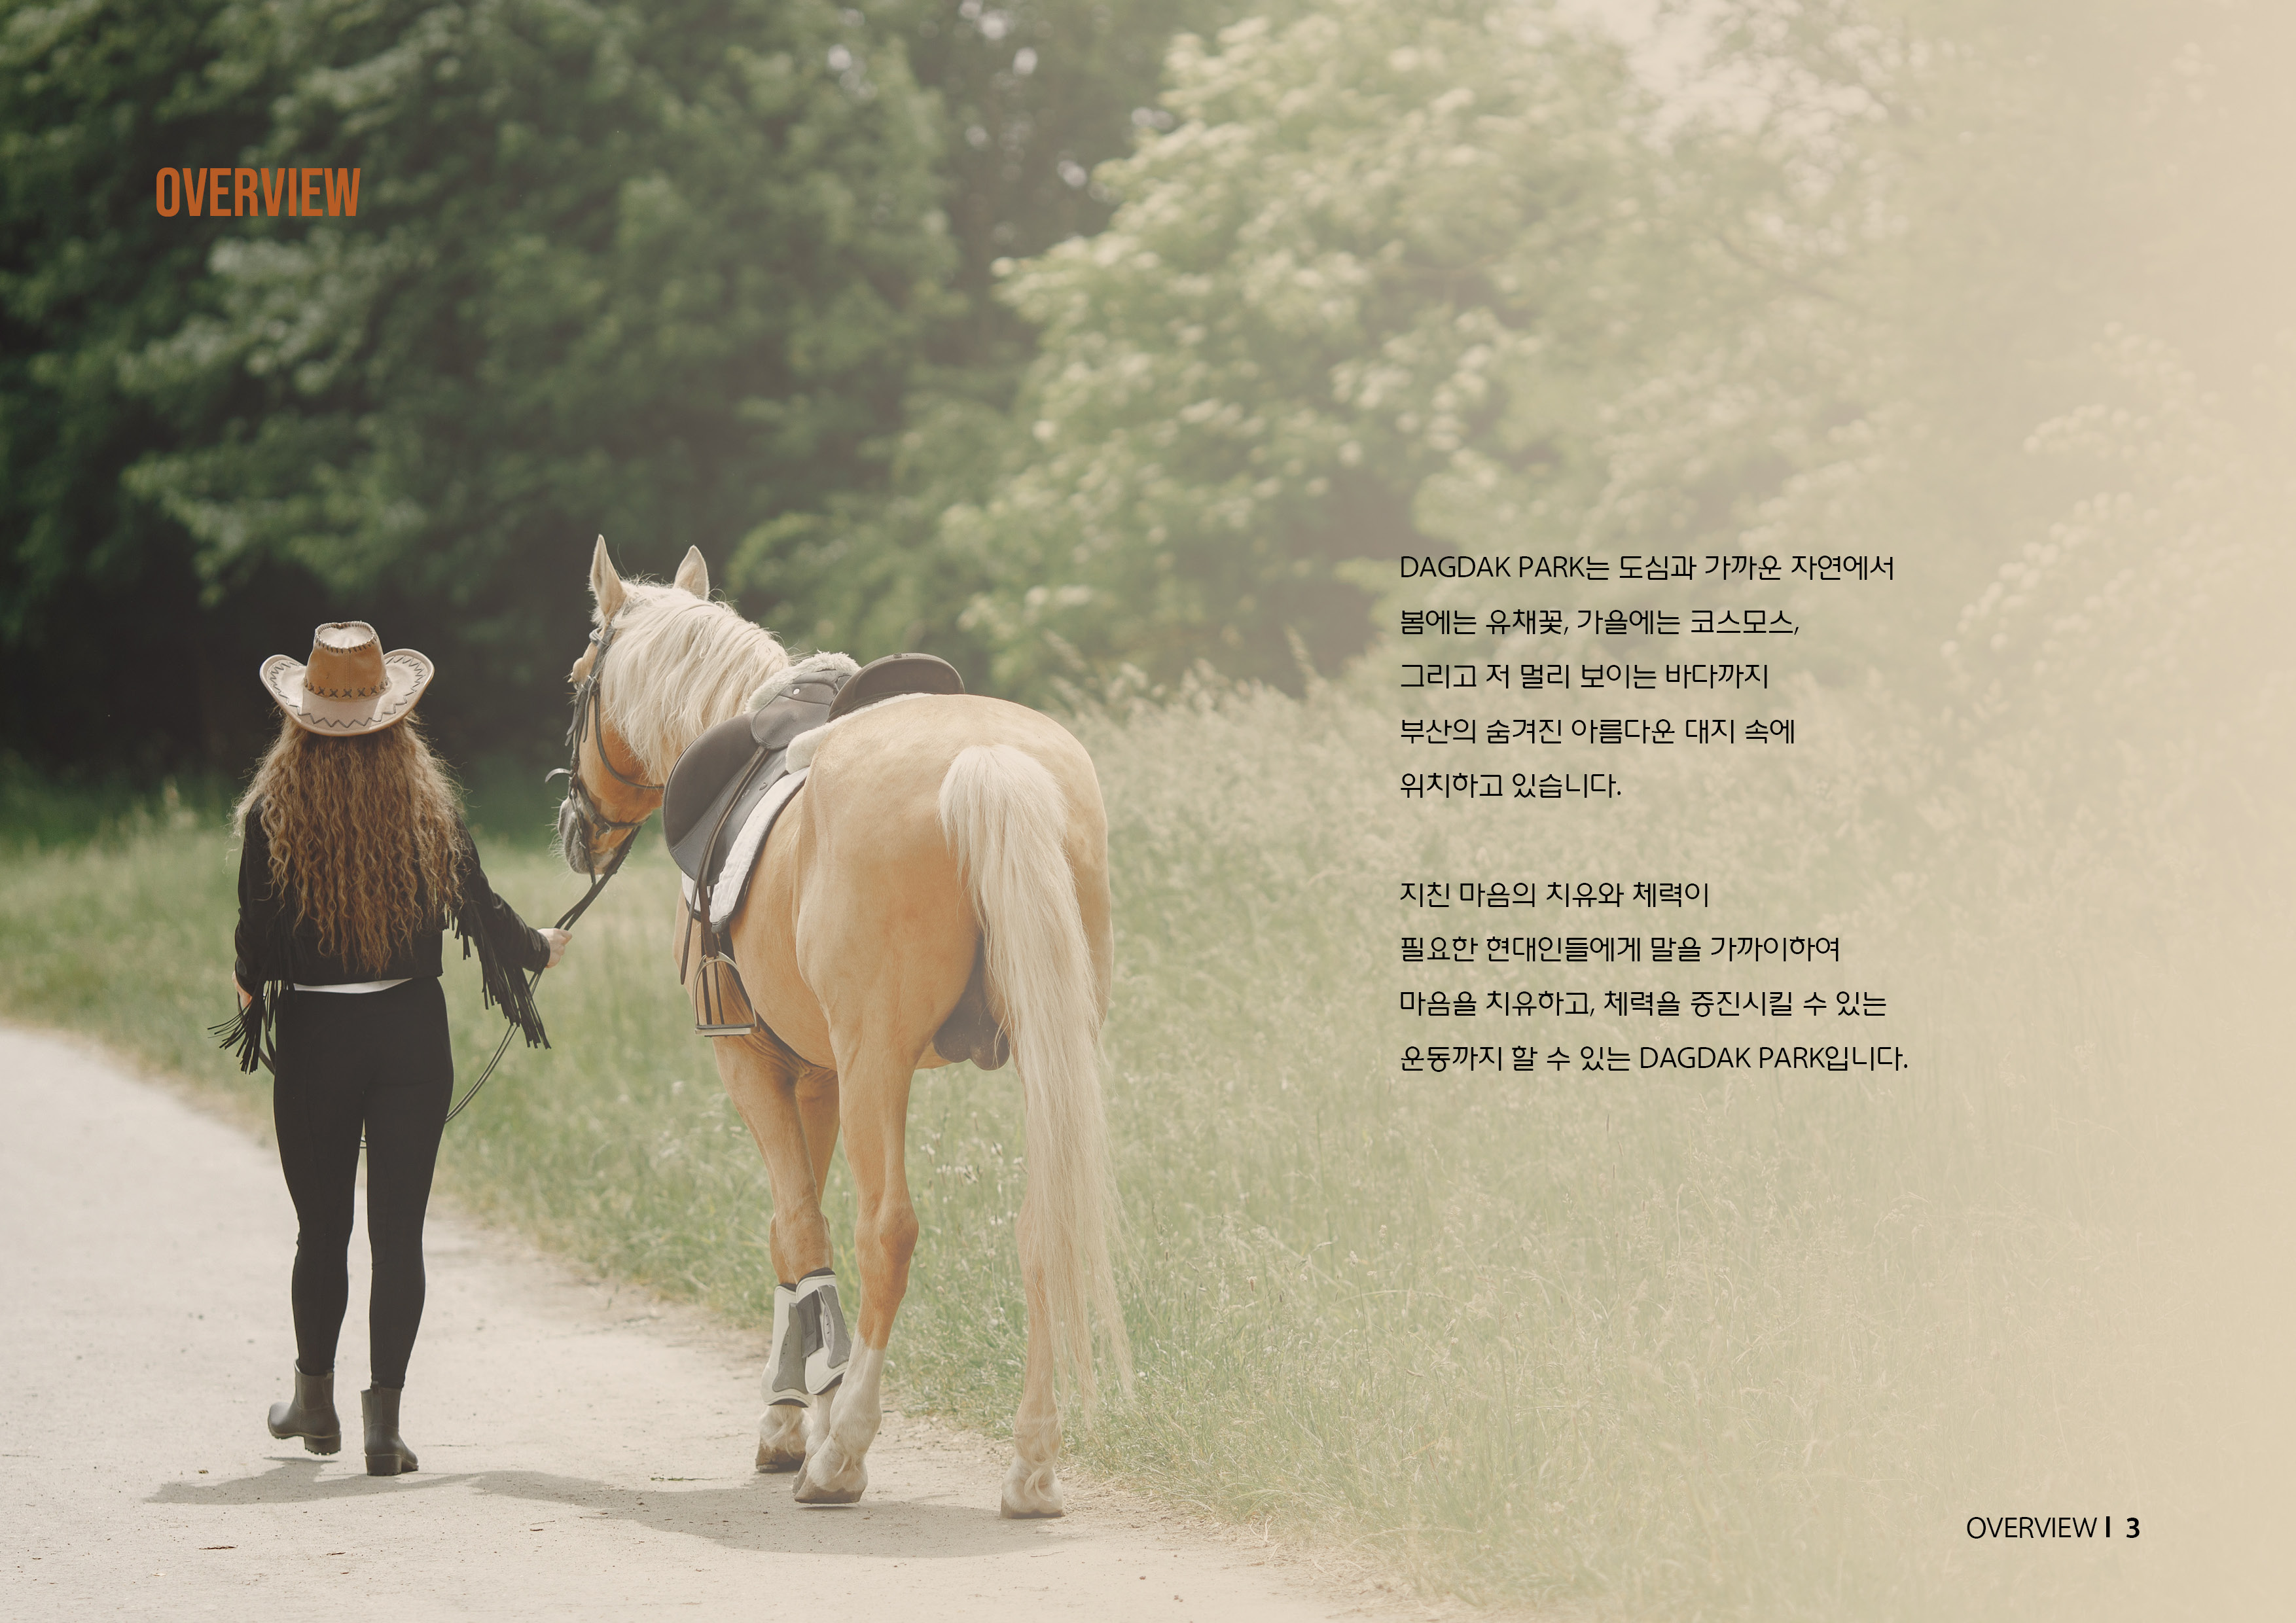 OVERVIEW
DAGDAK PARK는 도심과 가까운 자연에서
봄에는 유채꽃, 가을에는 코스모스,
그리고 저 멀리 보이는 바다까지
부산의 숨겨진 아름다운 대지 속에
위치하고 있습니다.
지친 마음의 치유와 체력이
필요한 현대인들에게 말을 가까이하여
마음을 치유하고, 체력을 증진시킬 수 있는
운동까지 할 수 있는 DAGDAK PARK입니다.
OVERVIEW | 3